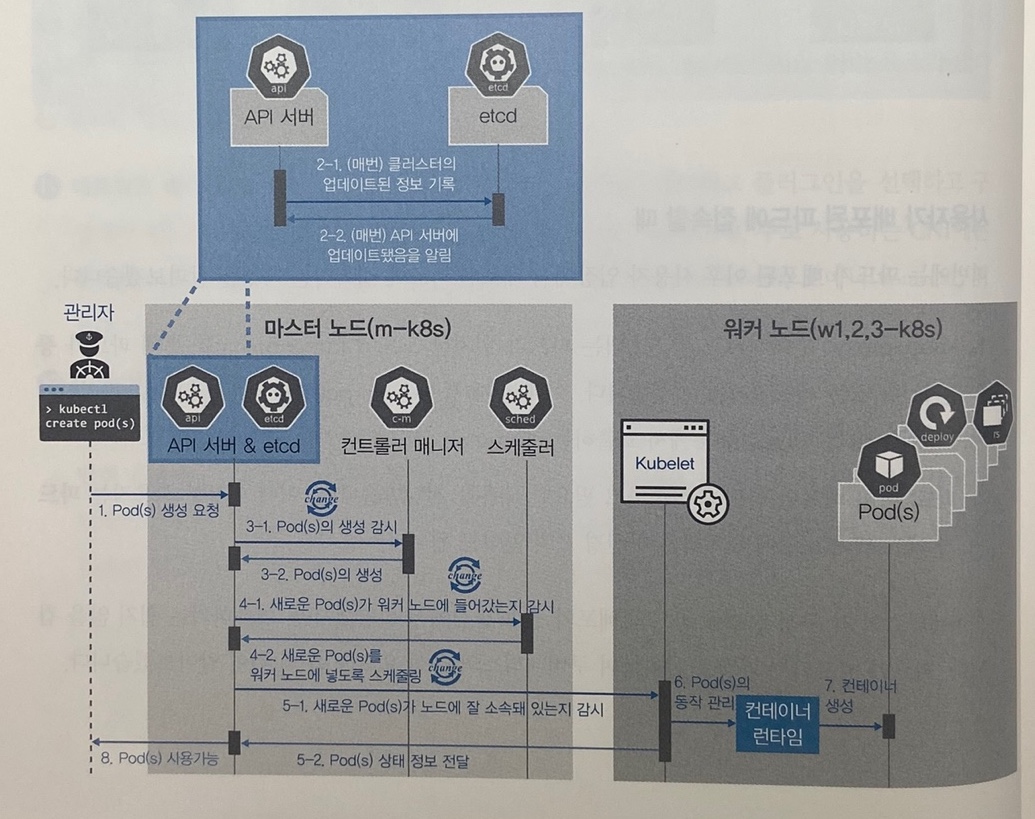 api
etcd
API 서버
etcd
2-1. (매번) 클러스터의
업데이트된 정보 기록
2-2. (매번) API 서버에
업데이트됐음을 알림
관리자
> kubectl
create pod(s)
마스터 노드(m-k8s)
api
etcd
API 서버 & etcd
c-m
컨트롤러 매니저
sched
스케줄러
워커 노드(w1,2,3-k8s)
Kubelet
deploy
rs
pod
Pod(s)
1. Pod(s) 생성 요청
change
3-1. Pod(s)의 생성 감시
3-2. Pod(s)의 생성
change
4-1. 새로운 Pod(s)가 워커 노드에 들어갔는지 감시
4-2. 새로운 Pod(s)를
워커 노드에 넣도록 스케줄링
change
5-1. 새로운 Pod(s)가 노드에 잘 소속돼 있는지 감시
6. Pod(s)의
동작 관리
컨테이너
런타임
7. 컨테이너
생성
5-2. Pod(s) 상태 정보 전달
8. Pod(s) 사용가능